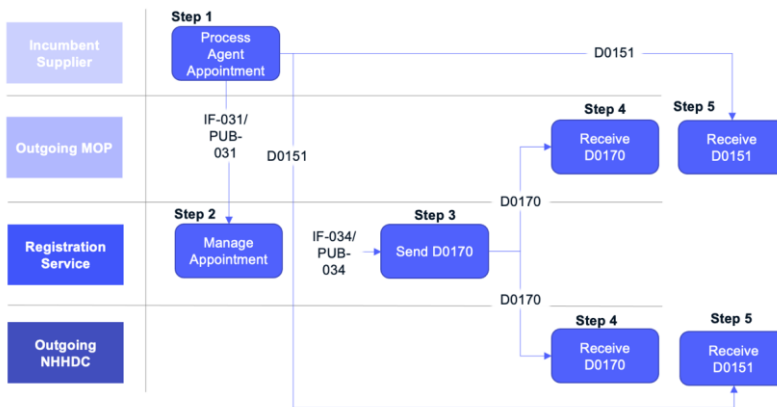 Step 1
Incumbent
Supplier
Process
Agent
Appointment
D0151
IF-031/
PUB-
031
D0151
Step 4
Step 5
Outgoing MOP
Receive
D0170
Receive
D0151
D0170
Step 2
Step 3
Registration
Service
Manage
Appointment
IF-034/
PUB-
034
Send D0170
D0170
Step 4
Step 5
Outgoing
NHHDC
Receive
D0170
Receive
D0151